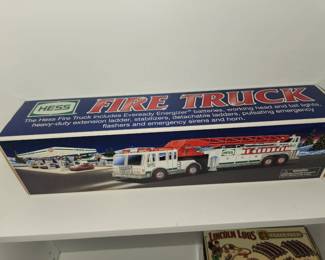 HESS
FIRE TRUCK
The Hess Fire Truck includes Eveready Energizer® batteries, working head and tail lights,
heavy-duty extension ladder, stabilizers, detachable ladders, pulsating emergency
flashers and emergency sirens and horn.
HESS
LINCOLN LOGS